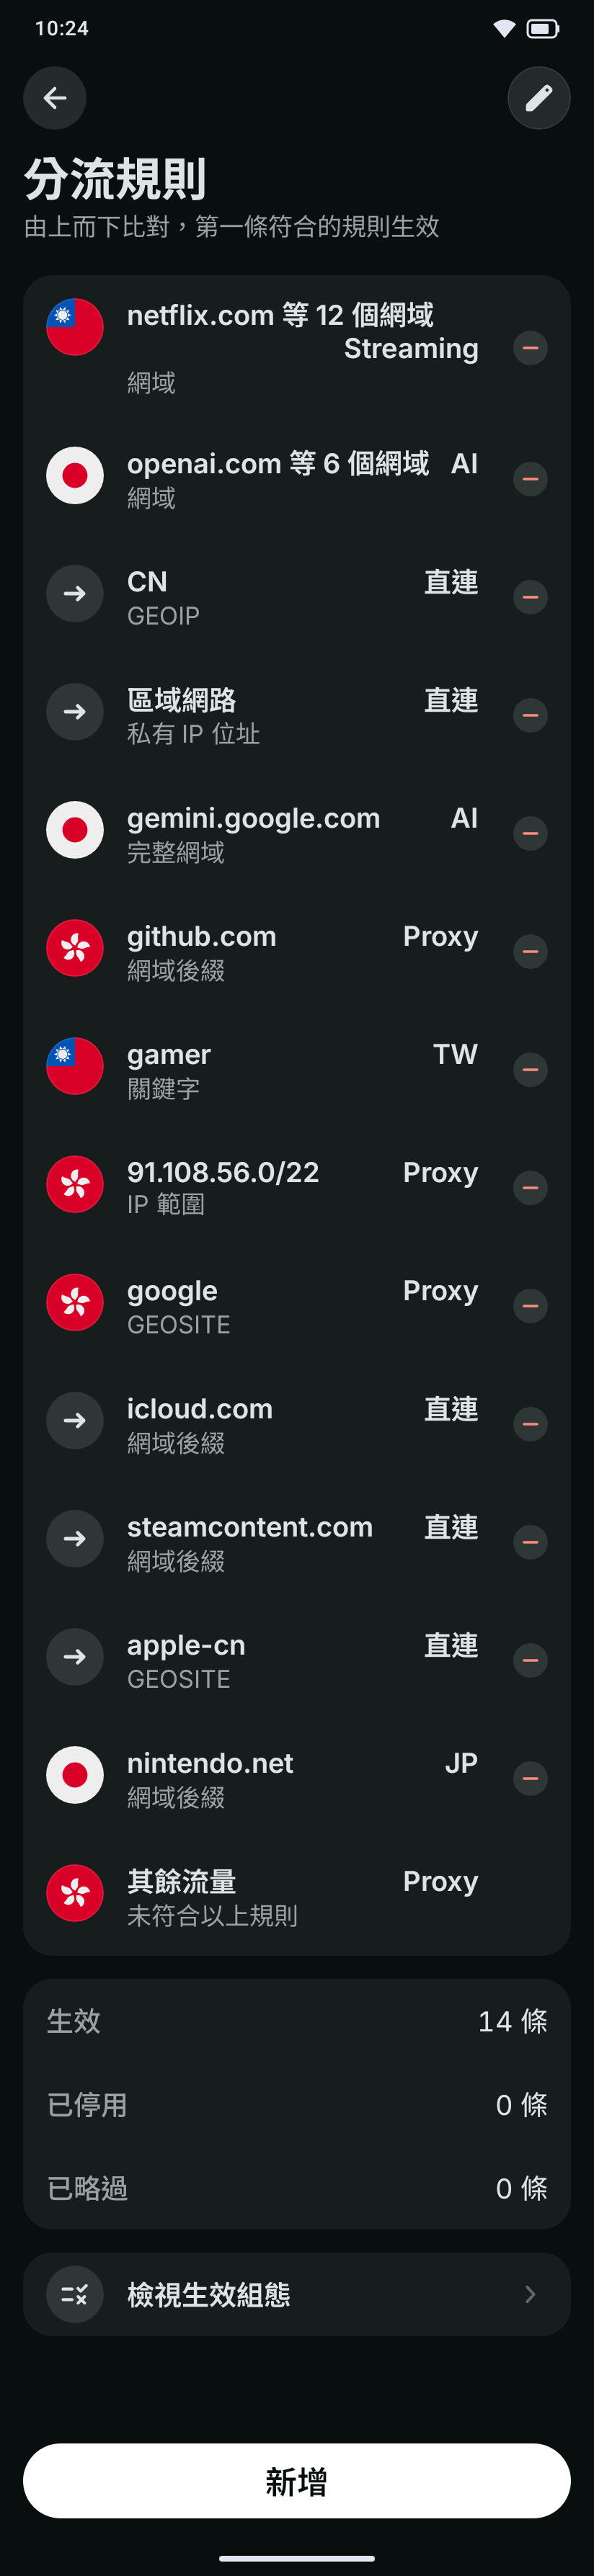 10:24
分流規則
由上而下比對，第一條符合的規則生效
netflix.com 等 12 個網域
Streaming
網域
openai.com 等 6 個網域 AI
網域
CN 直連
GEOIP
區域網路 直連
私有 IP 位址
gemini.google.com AI
完整網域
github.com Proxy
網域後綴
gamer TW
關鍵字
91.108.56.0/22 Proxy
IP 範圍
google Proxy
GEOSITE
icloud.com 直連
網域後綴
steamcontent.com 直連
網域後綴
apple-cn 直連
GEOSITE
nintendo.net JP
網域後綴
其餘流量 Proxy
未符合以上規則
生效 14 條
已停用 0 條
已略過 0 條
檢視生效組態
新增